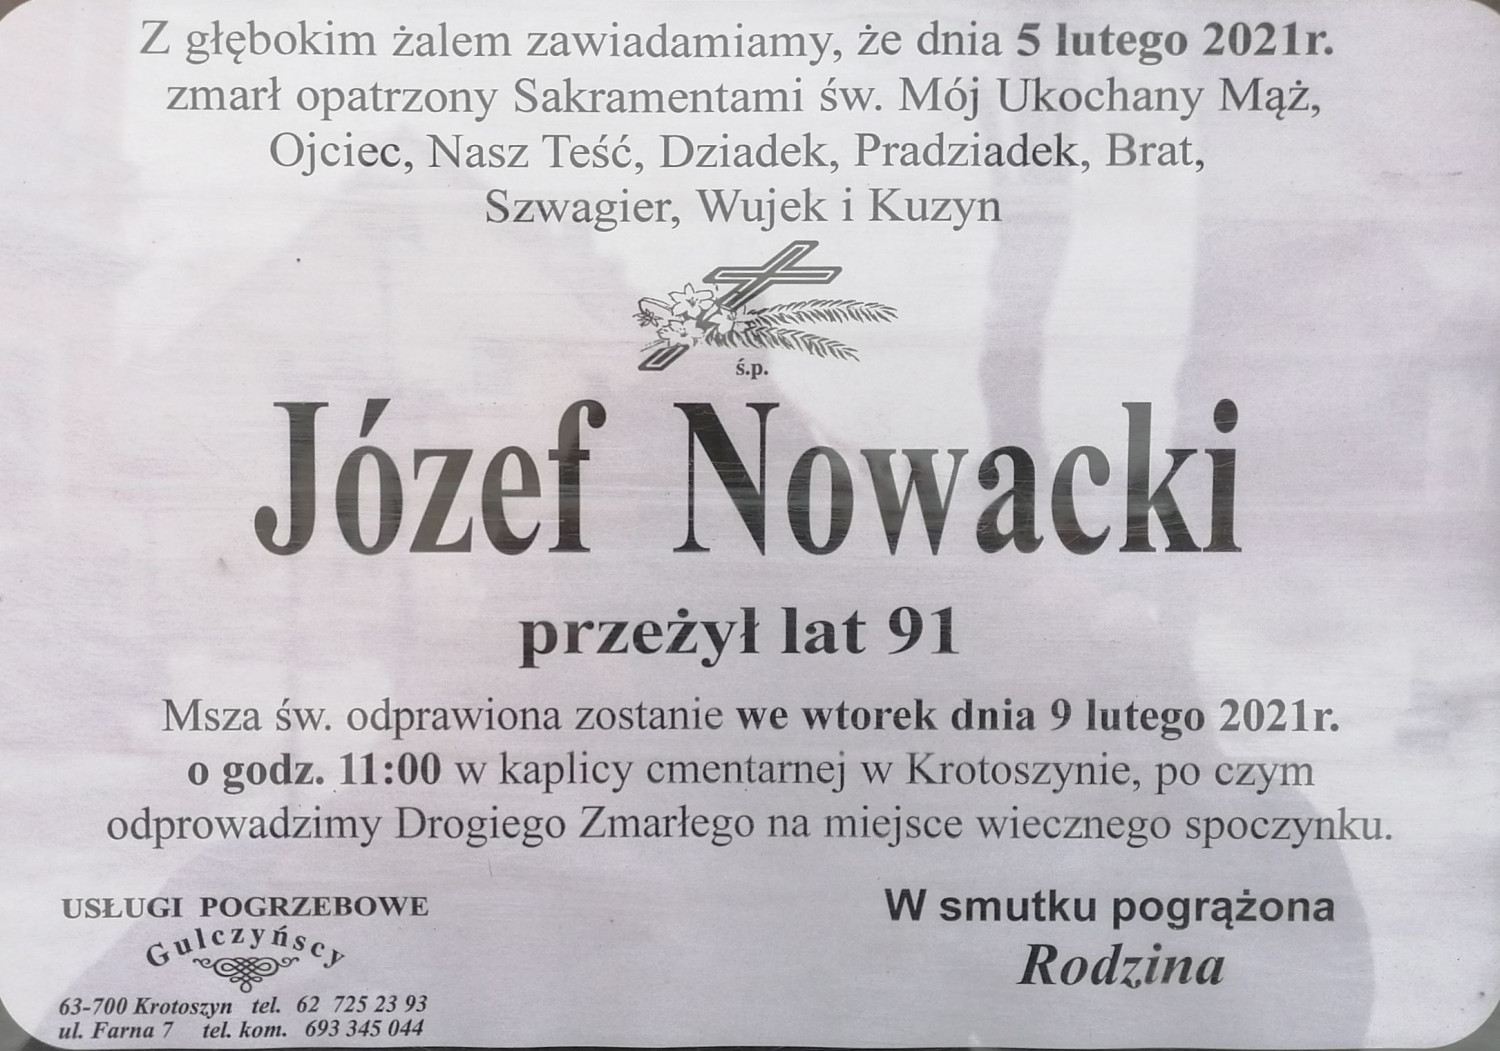 Z głębokim żalem zawiadamiamy, że dnia 5 lutego 2021r.
zmarł opatrzony Sakramentami św. Mój Ukochany Mąż,
Ojciec, Nasz Teść, Dziadek, Pradziadek, Brat,
Szwagier, Wujek i Kuzyn
ś.p.
Józef Nowacki
przeżył lat 91
Msza św. odprawiona zostanie we wtorek dnia 9 lutego 2021r.
o godz. 11:00 w kaplicy cmentarnej w Krotoszynie, po czym
odprowadzimy Drogiego Zmarłego na miejsce wiecznego spoczynku.
USŁUGI POGRZEBOWE
Gulczyńscy
63-700 Krotoszyn tel. 62 725 23 93
ul. Farna 7 tel. kom. 693 345 044
W smutku pogrążona
Rodzina